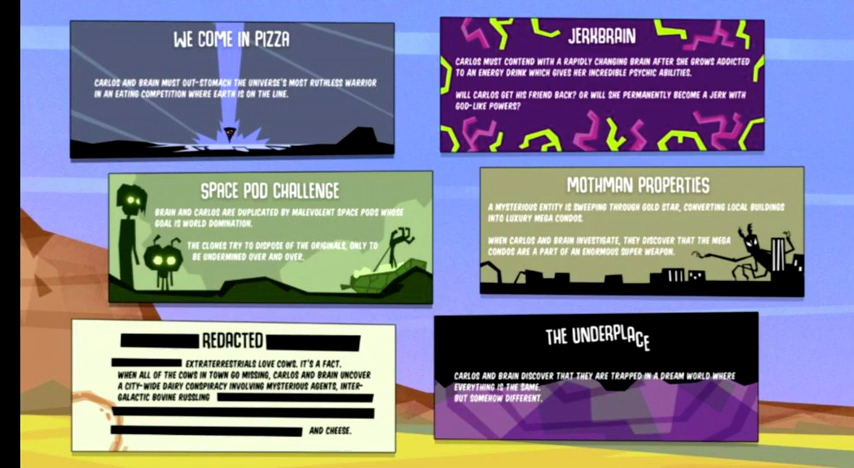 WE COME IN PIZZA
CARLOS AND BRAIN MUST OUT-STOMACH THE UNIVERSE'S MOST RUTHLESS WARRIOR
IN AN EATING COMPETITION WHERE EARTH IS ON THE LINE.
JERKBRAIN
CARLOS MUST CONTEND WITH A RAPIDLY CHANGING BRAIN AFTER SHE GROWS ADDICTED
TO AN ENERGY DRINK WHICH GIVES HER INCREDIBLE PSYCHIC ABILITIES.
WILL CARLOS GET HIS FRIEND BACK? OR WILL SHE PERMANENTLY BECOME A JERK WITH
GOD-LIKE POWERS?
SPACE POD CHALLENGE
BRAIN AND CARLOS ARE DUPLICATED BY MALEVOLENT SPACE PODS WHOSE
GOAL IS WORLD DOMINATION.
THE CLONES TRY TO DISPOSE OF THE ORIGINALS, ONLY TO
BE UNDERMINED OVER AND OVER.
MOTHMAN PROPERTIES
A MYSTERIOUS ENTITY IS SWEEPING THROUGH GOLD STAR, CONVERTING LOCAL BUILDINGS
INTO LUXURY MEGA CONDOS.
WHEN CARLOS AND BRAIN INVESTIGATE, THEY DISCOVER THAT THE MEGA
CONDOS ARE A PART OF AN ENORMOUS SUPER WEAPON.
REDACTED
EXTRATERRESTRIALS LOVE COWS. IT'S A FACT.
WHEN ALL OF THE COWS IN TOWN GO MISSING, CARLOS AND BRAIN UNCOVER
A CITY-WIDE DAIRY CONSPIRACY INVOLVING MYSTERIOUS AGENTS, INTER-
GALACTIC BOVINE RUSSLING
AND CHEESE.
THE UNDERPLACE
CARLOS AND BRAIN DISCOVER THAT THEY ARE TRAPPED IN A DREAM WORLD WHERE
EVERYTHING IS THE SAME.
BUT SOMEHOW DIFFERENT.